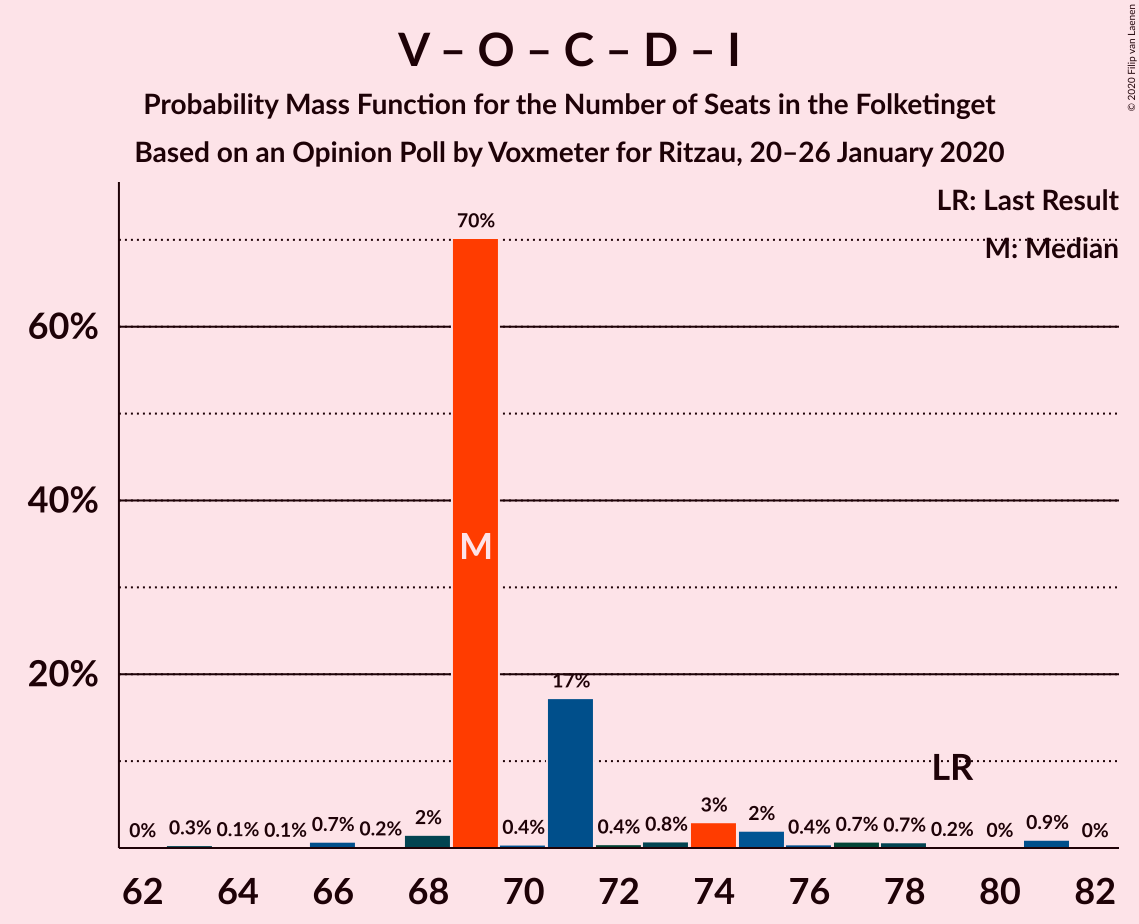 V – O – C – D – I
Probability Mass Function for the Number of Seats in the Folketinget
Based on an Opinion Poll by Voxmeter for Ritzau, 20–26 January 2020
© 2020 Filip van Laenen
LR: Last Result
M: Median
60%
40%
20%
0%
0.3%
0.1%
0.1%
0.7%
0.2%
2%
70%
M
0.4%
17%
0.4%
0.8%
3%
2%
0.4%
0.7%
0.7%
LR
0.2%
0%
0.9%
0%
62 64 66 68 70 72 74 76 78 80 82